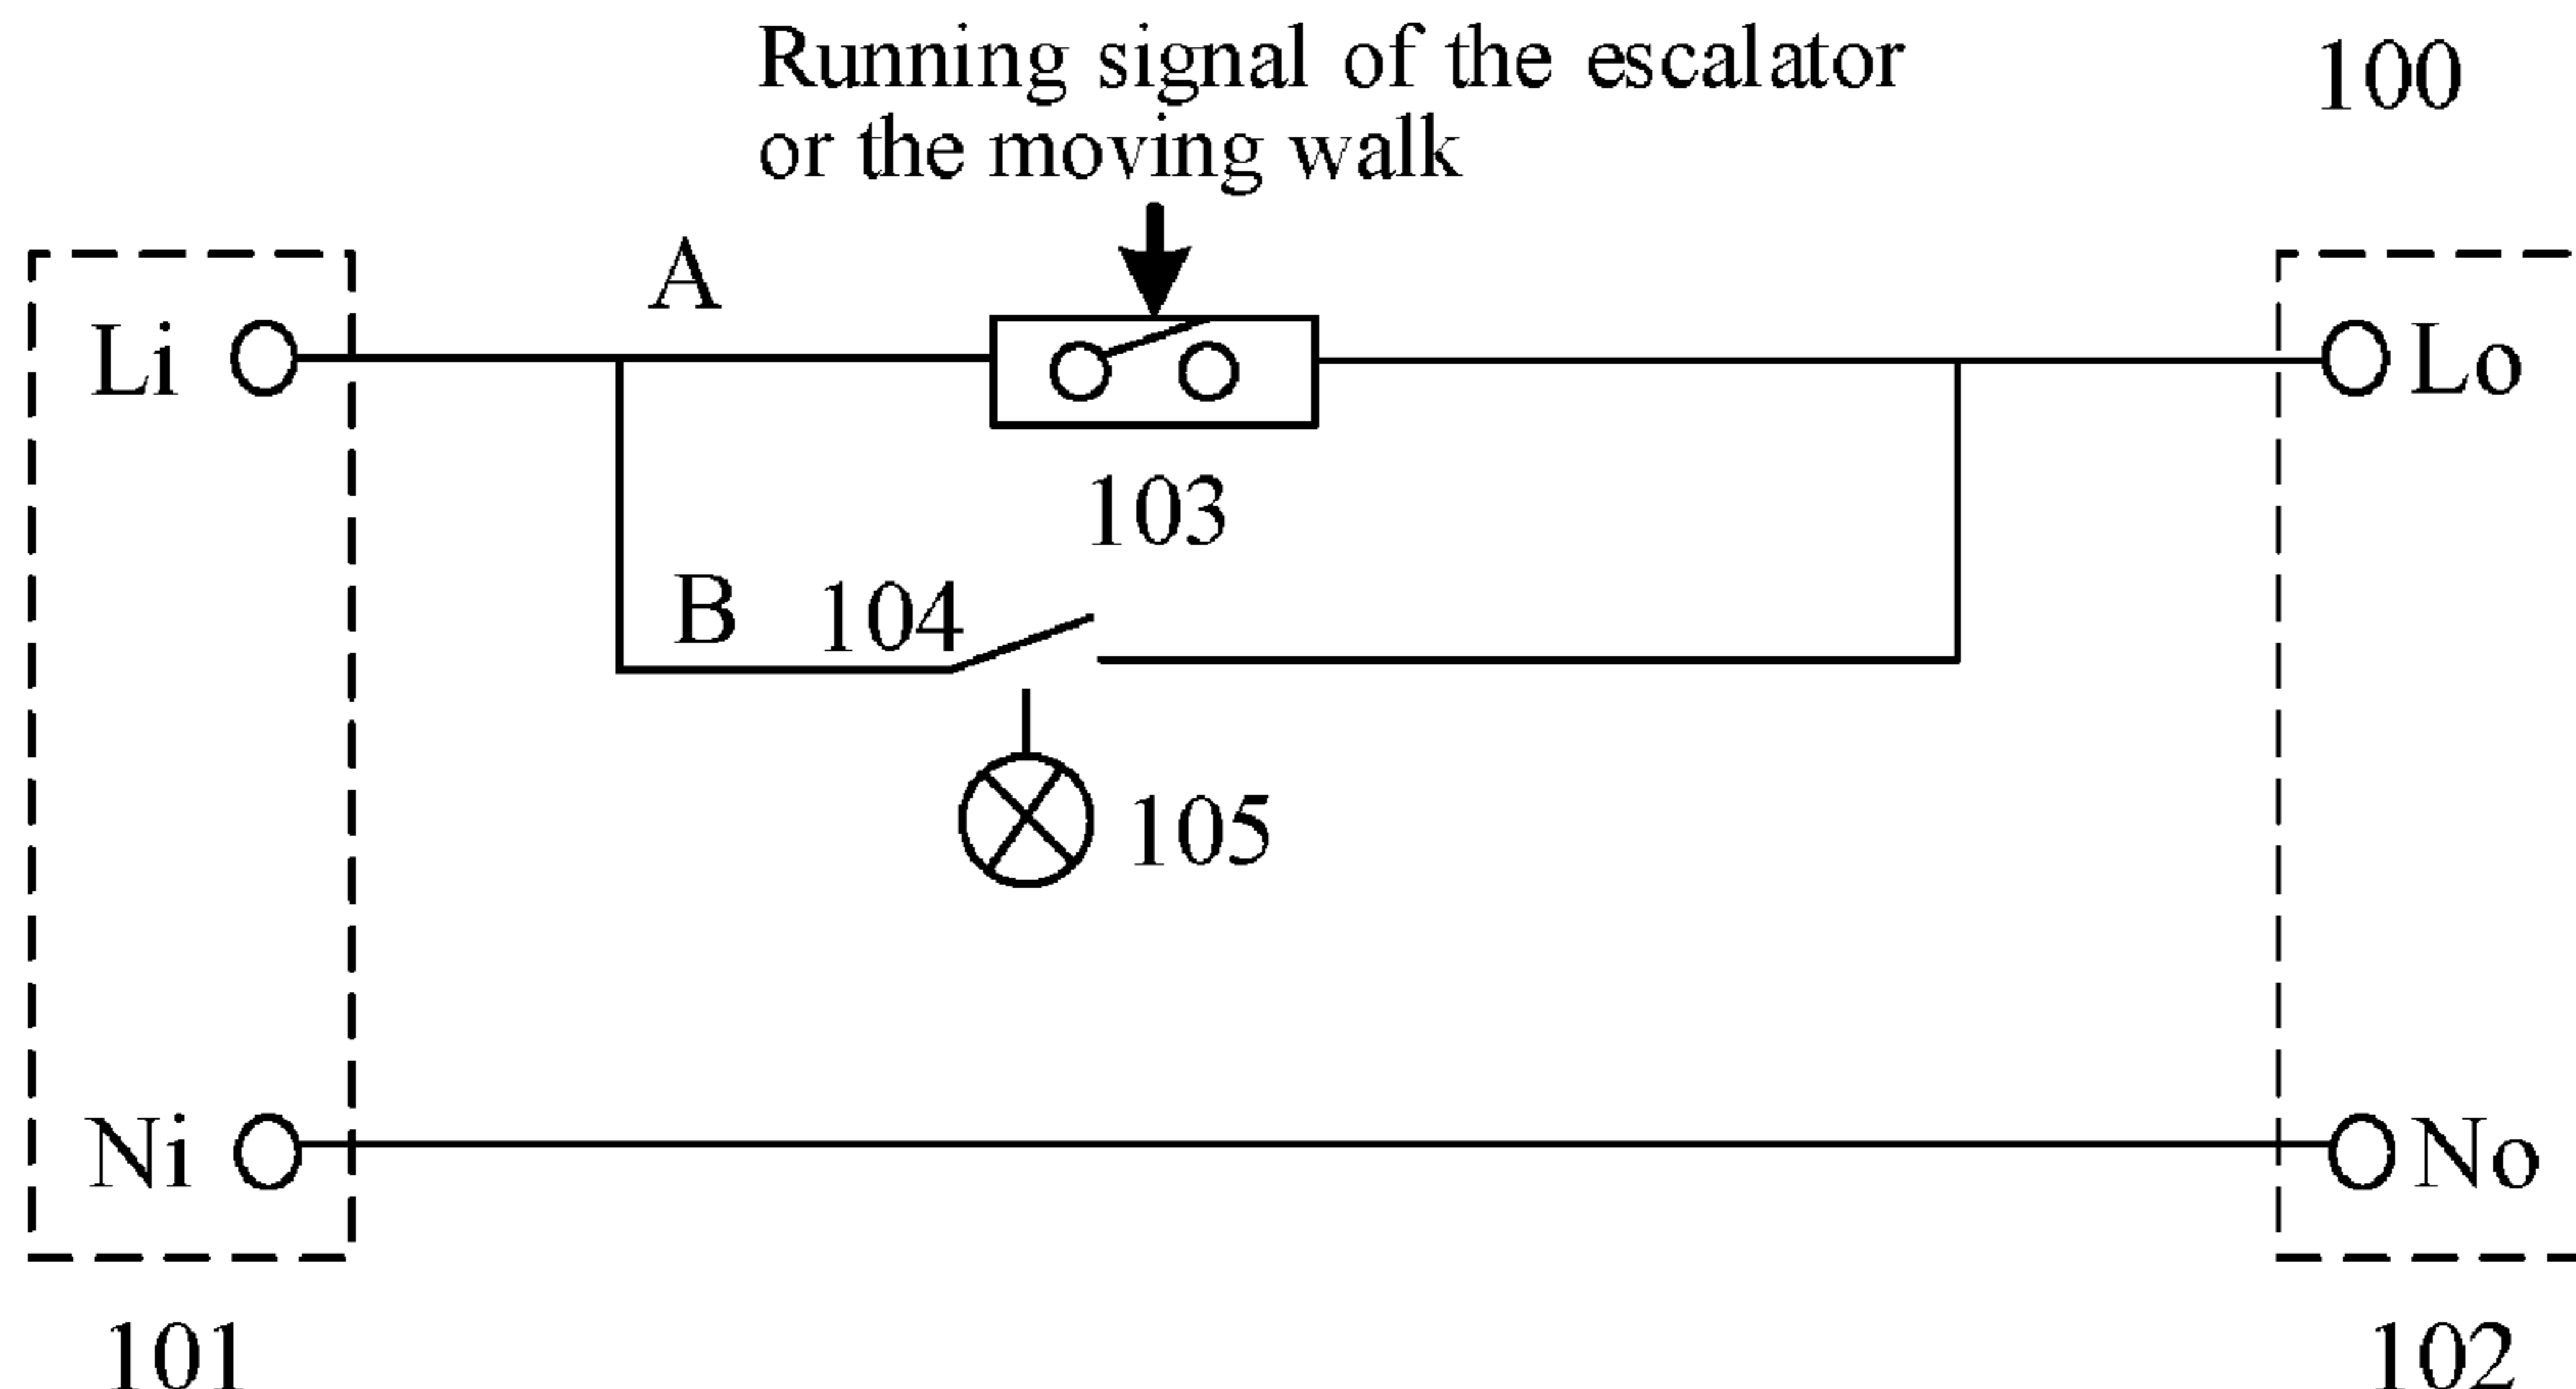 Running signal of the escalator
or the moving walk
100
A
Li
Lo
103
B 104
105
Ni
No
101
102